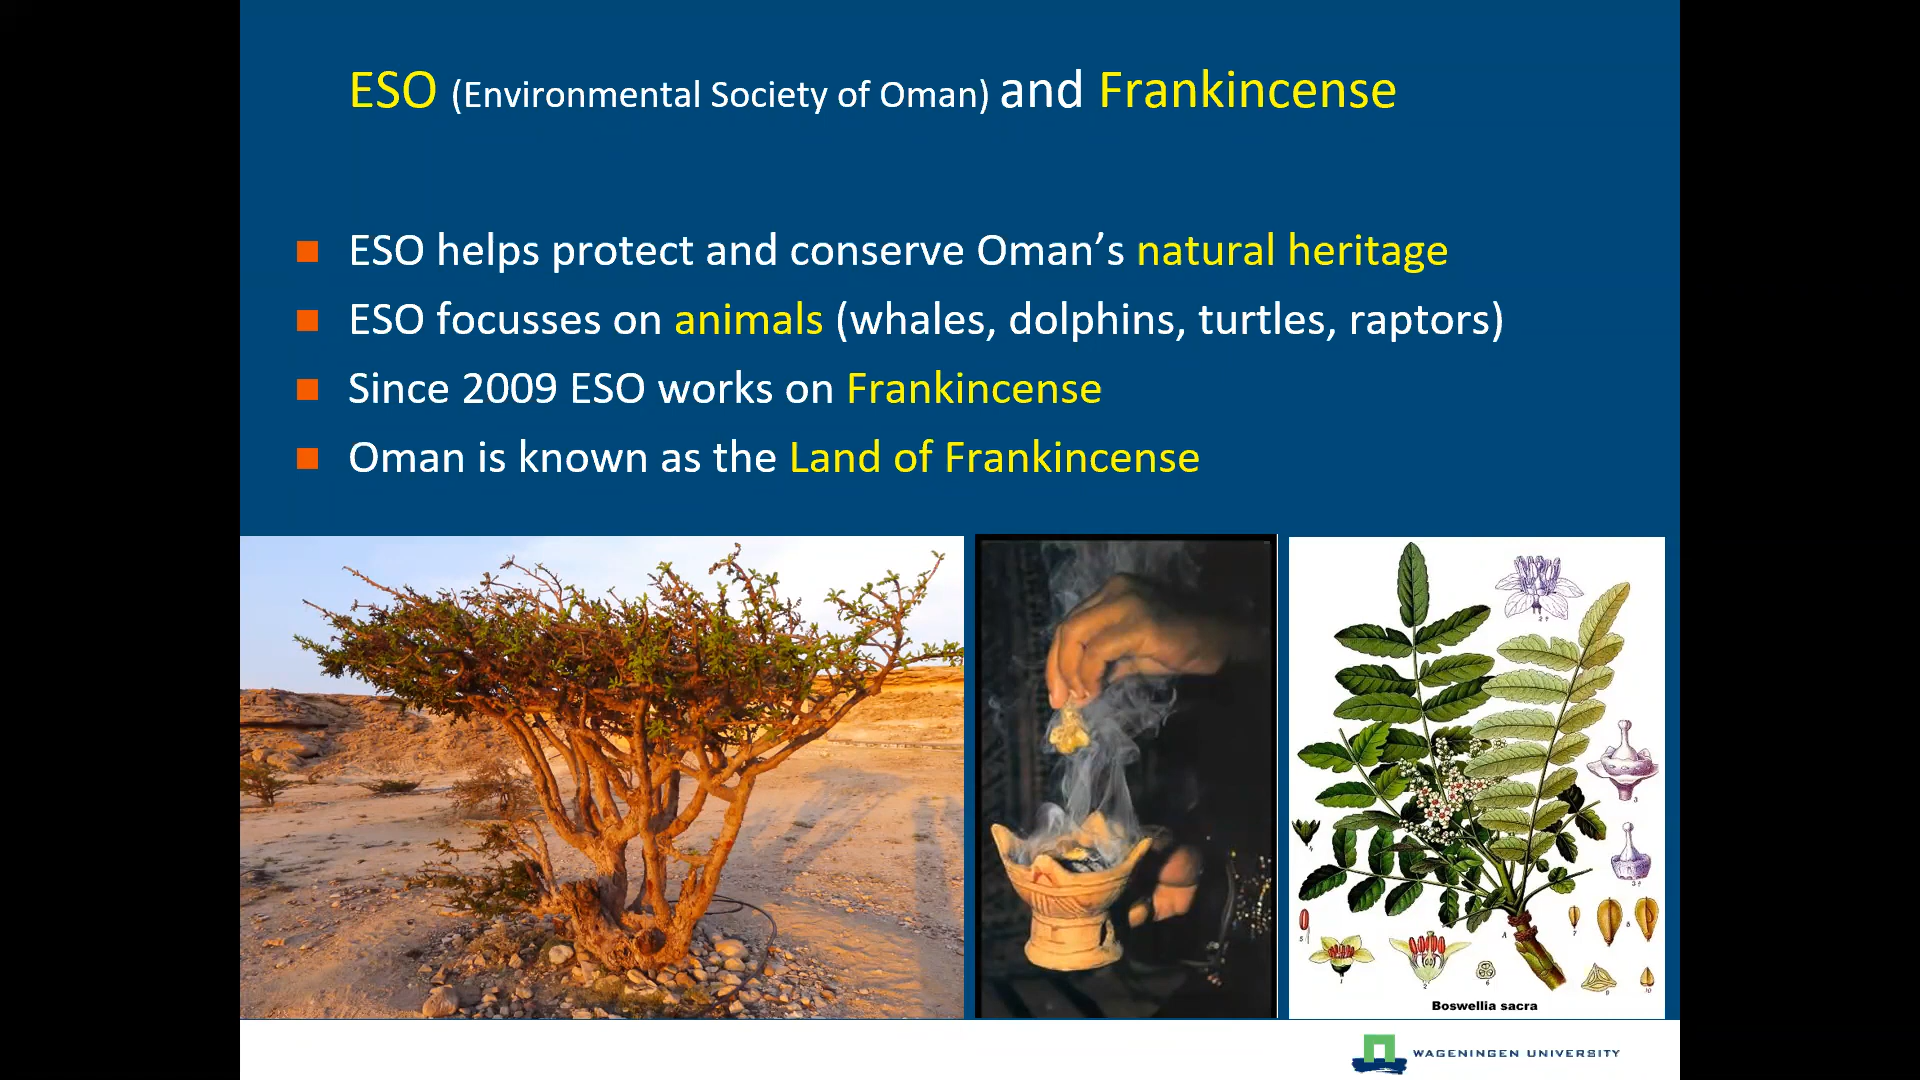 ESO (Environmental Society of Oman) and Frankincense
ESO helps protect and conserve Oman’s natural heritage
ESO focusses on animals (whales, dolphins, turtles, raptors)
Since 2009 ESO works on Frankincense
Oman is known as the Land of Frankincense
Boswellia sacra
WAGENINGEN UNIVERSITY